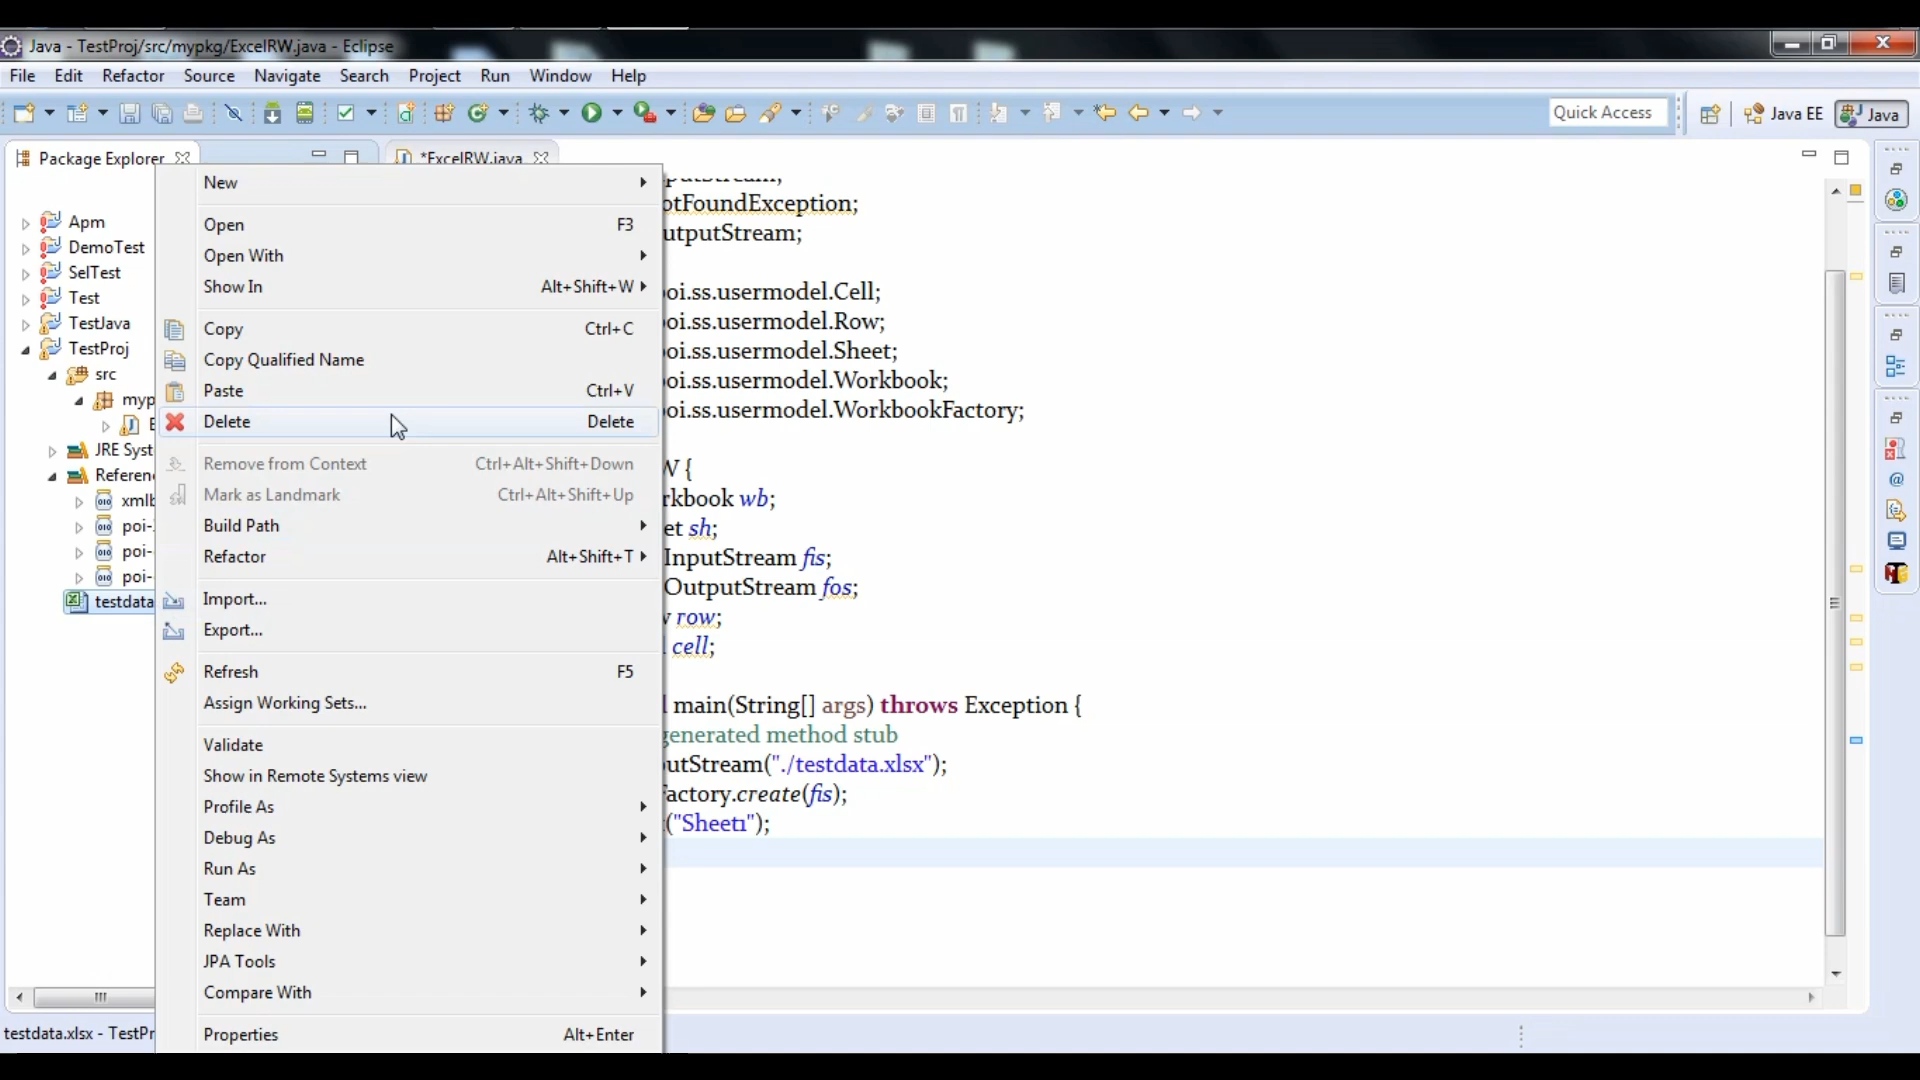 Java - TestProj/src/mypkg/ExcelRW.java - Eclipse
File Edit Refactor Source Navigate Search Project Run Window Help
Quick Access Java EE Java
Package Explorer *ExcelRW.java
Apm
DemoTest
SelTest
Test
TestJava
TestProj
src
myp
JRE Syst
Referen
xmlb
poi-
poi-
poi-
testdata
New
Open F3
Open With
Show In Alt+Shift+W
Copy Ctrl+C
Copy Qualified Name
Paste Ctrl+V
Delete Delete
Remove from Context Ctrl+Alt+Shift+Down
Mark as Landmark Ctrl+Alt+Shift+Up
Build Path
Refactor Alt+Shift+T
Import...
Export...
Refresh F5
Assign Working Sets...
Validate
Show in Remote Systems view
Profile As
Debug As
Run As
Team
Replace With
JPA Tools
Compare With
Properties Alt+Enter
otFoundException;
utputStream;
oi.ss.usermodel.Cell;
oi.ss.usermodel.Row;
oi.ss.usermodel.Sheet;
oi.ss.usermodel.Workbook;
oi.ss.usermodel.WorkbookFactory;
W {
rkbook wb;
et sh;
InputStream fis;
OutputStream fos;
row;
cell;
main(String[] args) throws Exception {
generated method stub
utStream("./testdata.xlsx");
Factory.create(fis);
("Sheet1");
testdata.xlsx - TestPr